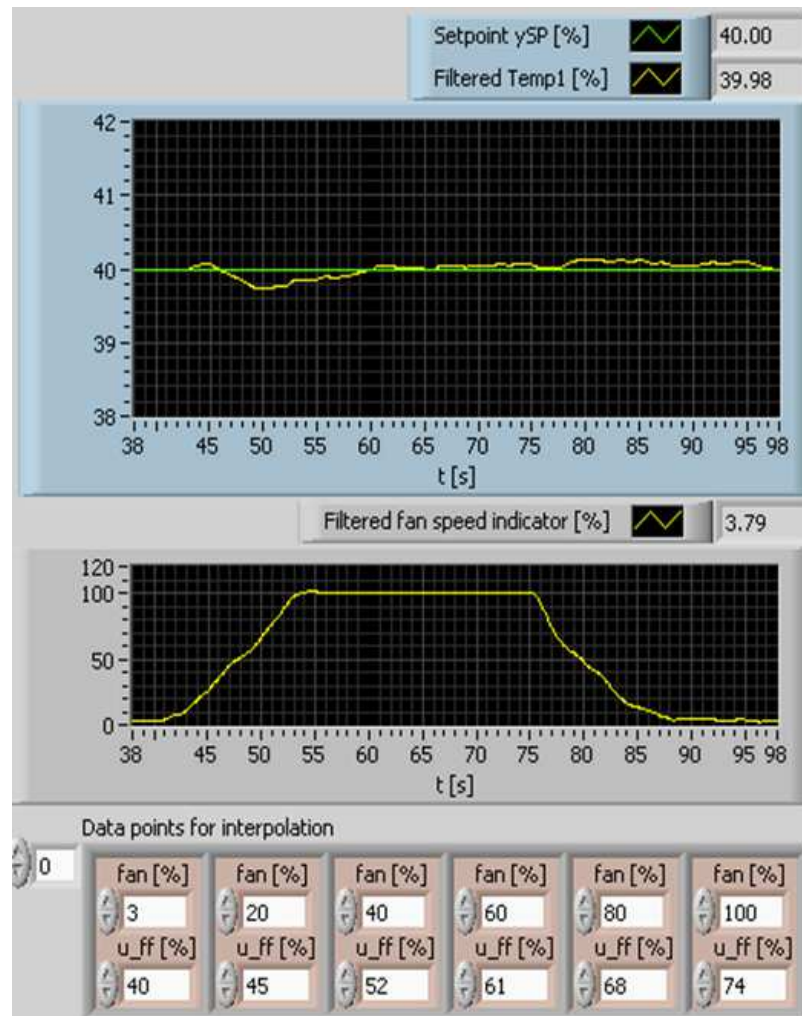 Setpoint ySP [%] 40.00
Filtered Temp1 [%] 39.98
42
41
40
39
38
38 45 50 55 60 65 70 75 80 85 90 95 98
t [s]
Filtered fan speed indicator [%] 3.79
120
100
50
0
38 45 50 55 60 65 70 75 80 85 90 95 98
t [s]
Data points for interpolation
0
fan [%] fan [%] fan [%] fan [%] fan [%] fan [%]
3 20 40 60 80 100
u_ff [%] u_ff [%] u_ff [%] u_ff [%] u_ff [%] u_ff [%]
40 45 52 61 68 74